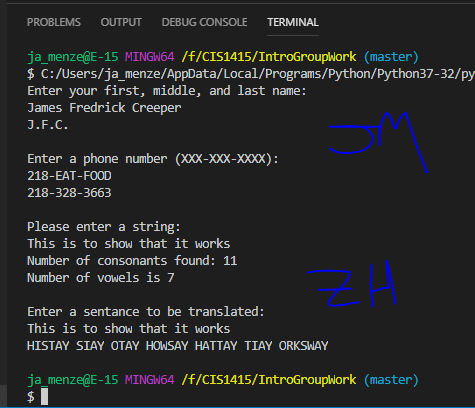 PROBLEMS OUTPUT DEBUG CONSOLE TERMINAL
ja_menze@E-15 MINGW64 /f/CIS1415/IntroGroupWork (master)
$ C:/Users/ja_menze/AppData/Local/Programs/Python/Python37-32/py
Enter your first, middle, and last name:
James Fredrick Creeper
J.F.C.
JM
Enter a phone number (XXX-XXX-XXXX):
218-EAT-FOOD
218-328-3663
Please enter a string:
This is to show that it works
Number of consonants found: 11
Number of vowels is 7
ZH
Enter a sentance to be translated:
This is to show that it works
HISTAY SIAY OTAY HOWSAY HATTAY TIAY ORKSWAY
ja_menze@E-15 MINGW64 /f/CIS1415/IntroGroupWork (master)
$